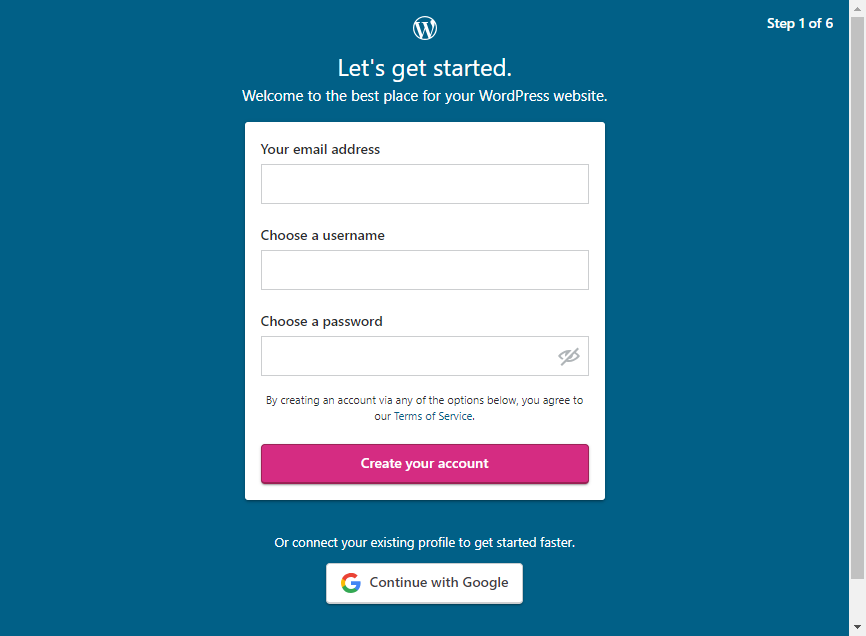 Step 1 of 6
Let's get started.
Welcome to the best place for your WordPress website.
Your email address
Choose a username
Choose a password
By creating an account via any of the options below, you agree to
our Terms of Service.
Create your account
Or connect your existing profile to get started faster.
Continue with Google